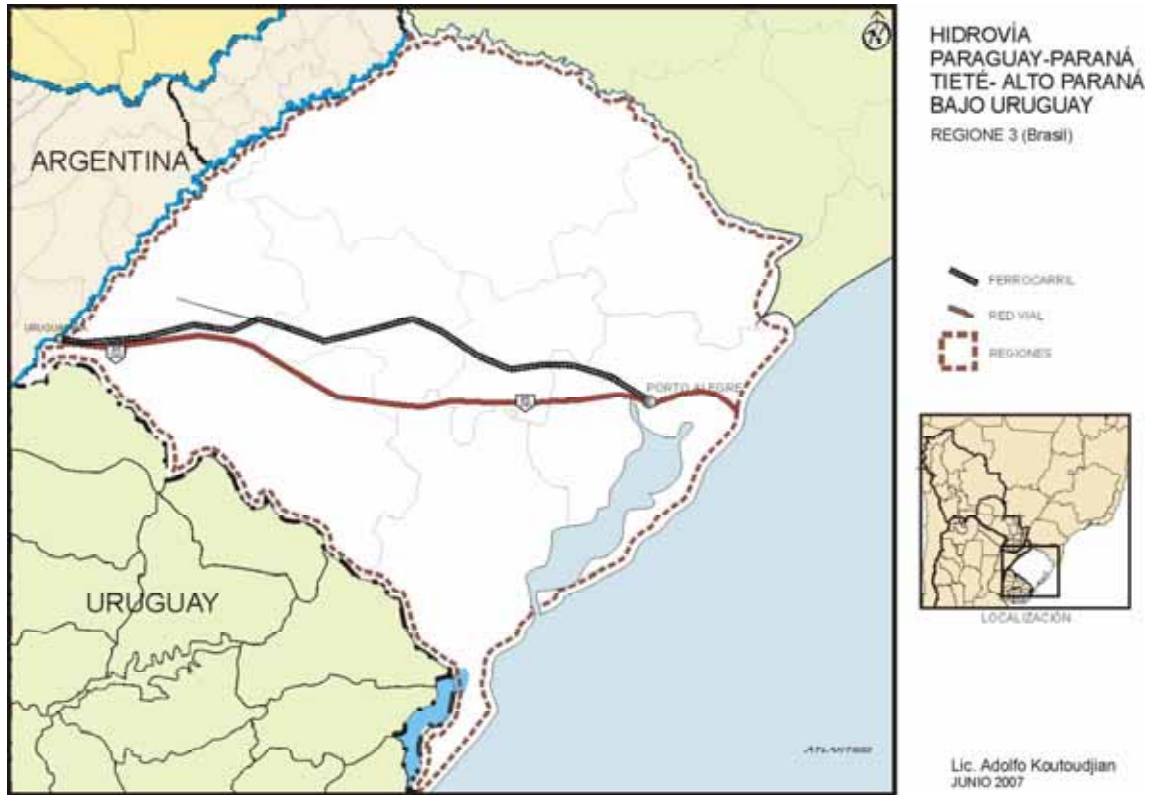 HIDROVÍA
PARAGUAY-PARANÁ
TIETÉ- ALTO PARANÁ
BAJO URUGUAY
REGIONE 3 (Brasil)
ARGENTINA
PORTO ALEGRE
URUGUAY
FERROCARRIL
RED VIAL
REGIONES
LOCALIZACIÓN
Lic. Adolfo Koutoudjian
JUNIO 2007